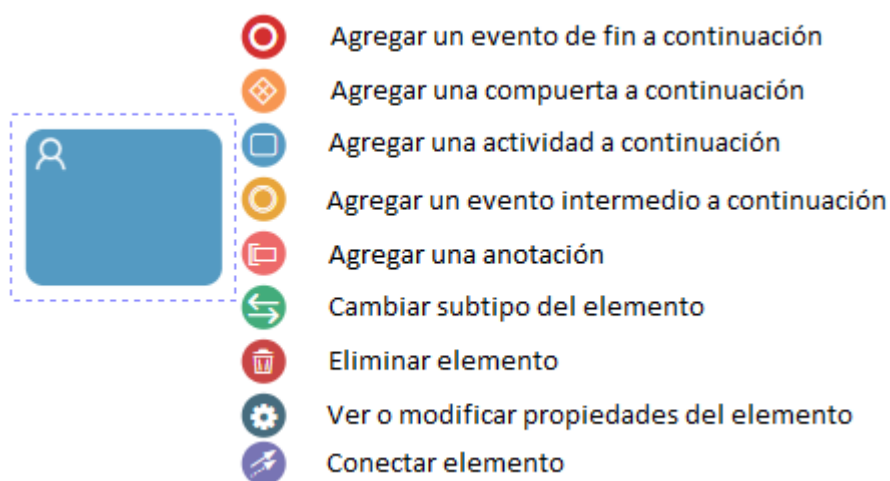 Agregar un evento de fin a continuación
Agregar una compuerta a continuación
Agregar una actividad a continuación
Agregar un evento intermedio a continuación
Agregar una anotación
Cambiar subtipo del elemento
Eliminar elemento
Ver o modificar propiedades del elemento
Conectar elemento